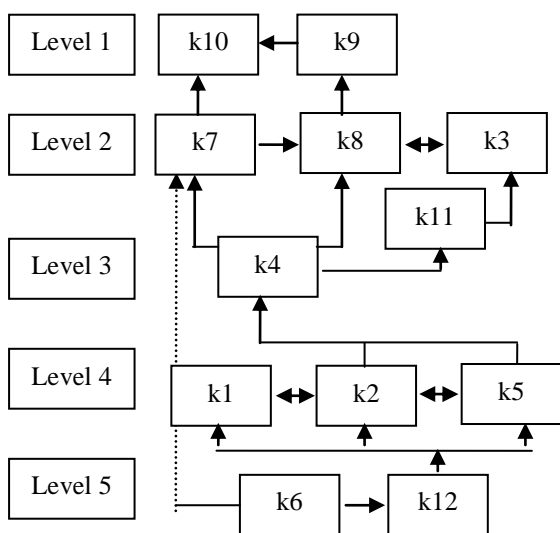 Level 1
k10
k9
Level 2
k7
k8
k3
k11
Level 3
k4
Level 4
k1
k2
k5
Level 5
k6
k12